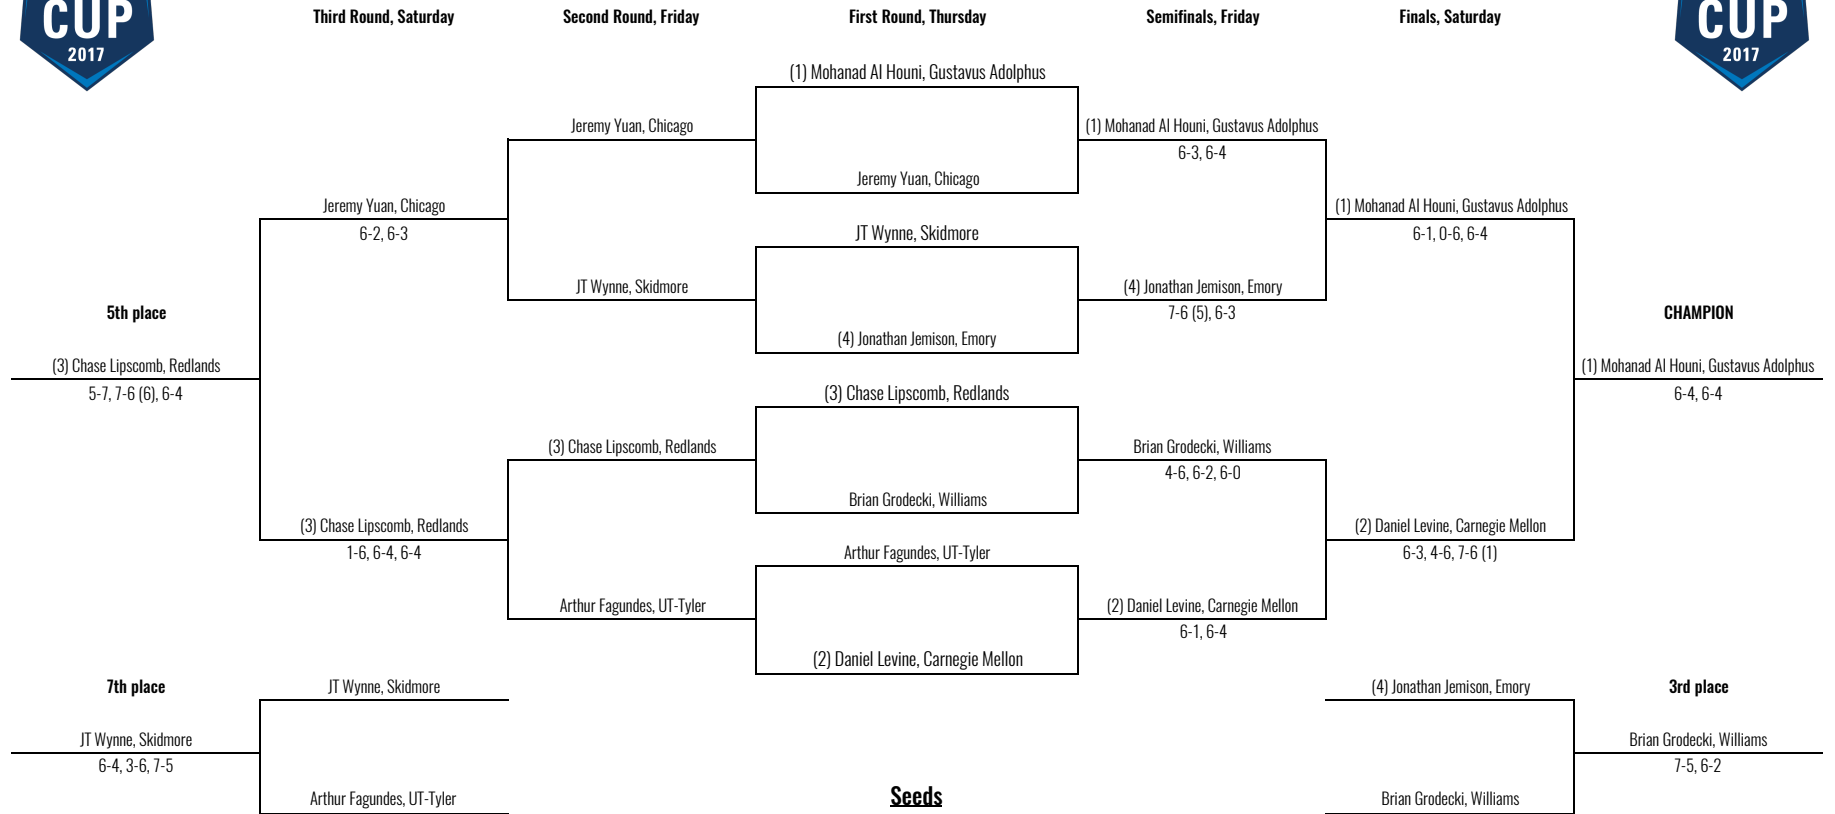 CUP
2017
Third Round, Saturday
Second Round, Friday
First Round, Thursday
Semifinals, Friday
Finals, Saturday
CUP
2017
(1) Mohanad Al Houni, Gustavus Adolphus
Jeremy Yuan, Chicago
(1) Mohanad Al Houni, Gustavus Adolphus
6-3, 6-4
Jeremy Yuan, Chicago
Jeremy Yuan, Chicago
6-2, 6-3
(1) Mohanad Al Houni, Gustavus Adolphus
6-1, 0-6, 6-4
JT Wynne, Skidmore
JT Wynne, Skidmore
(4) Jonathan Jemison, Emory
7-6 (5), 6-3
5th place
CHAMPION
(4) Jonathan Jemison, Emory
(3) Chase Lipscomb, Redlands
5-7, 7-6 (6), 6-4
(1) Mohanad Al Houni, Gustavus Adolphus
6-4, 6-4
(3) Chase Lipscomb, Redlands
(3) Chase Lipscomb, Redlands
Brian Grodecki, Williams
4-6, 6-2, 6-0
Brian Grodecki, Williams
(3) Chase Lipscomb, Redlands
1-6, 6-4, 6-4
(2) Daniel Levine, Carnegie Mellon
6-3, 4-6, 7-6 (1)
Arthur Fagundes, UT-Tyler
Arthur Fagundes, UT-Tyler
(2) Daniel Levine, Carnegie Mellon
6-1, 6-4
(2) Daniel Levine, Carnegie Mellon
7th place
JT Wynne, Skidmore
(4) Jonathan Jemison, Emory
3rd place
JT Wynne, Skidmore
6-4, 3-6, 7-5
Brian Grodecki, Williams
7-5, 6-2
Arthur Fagundes, UT-Tyler
Seeds
Brian Grodecki, Williams